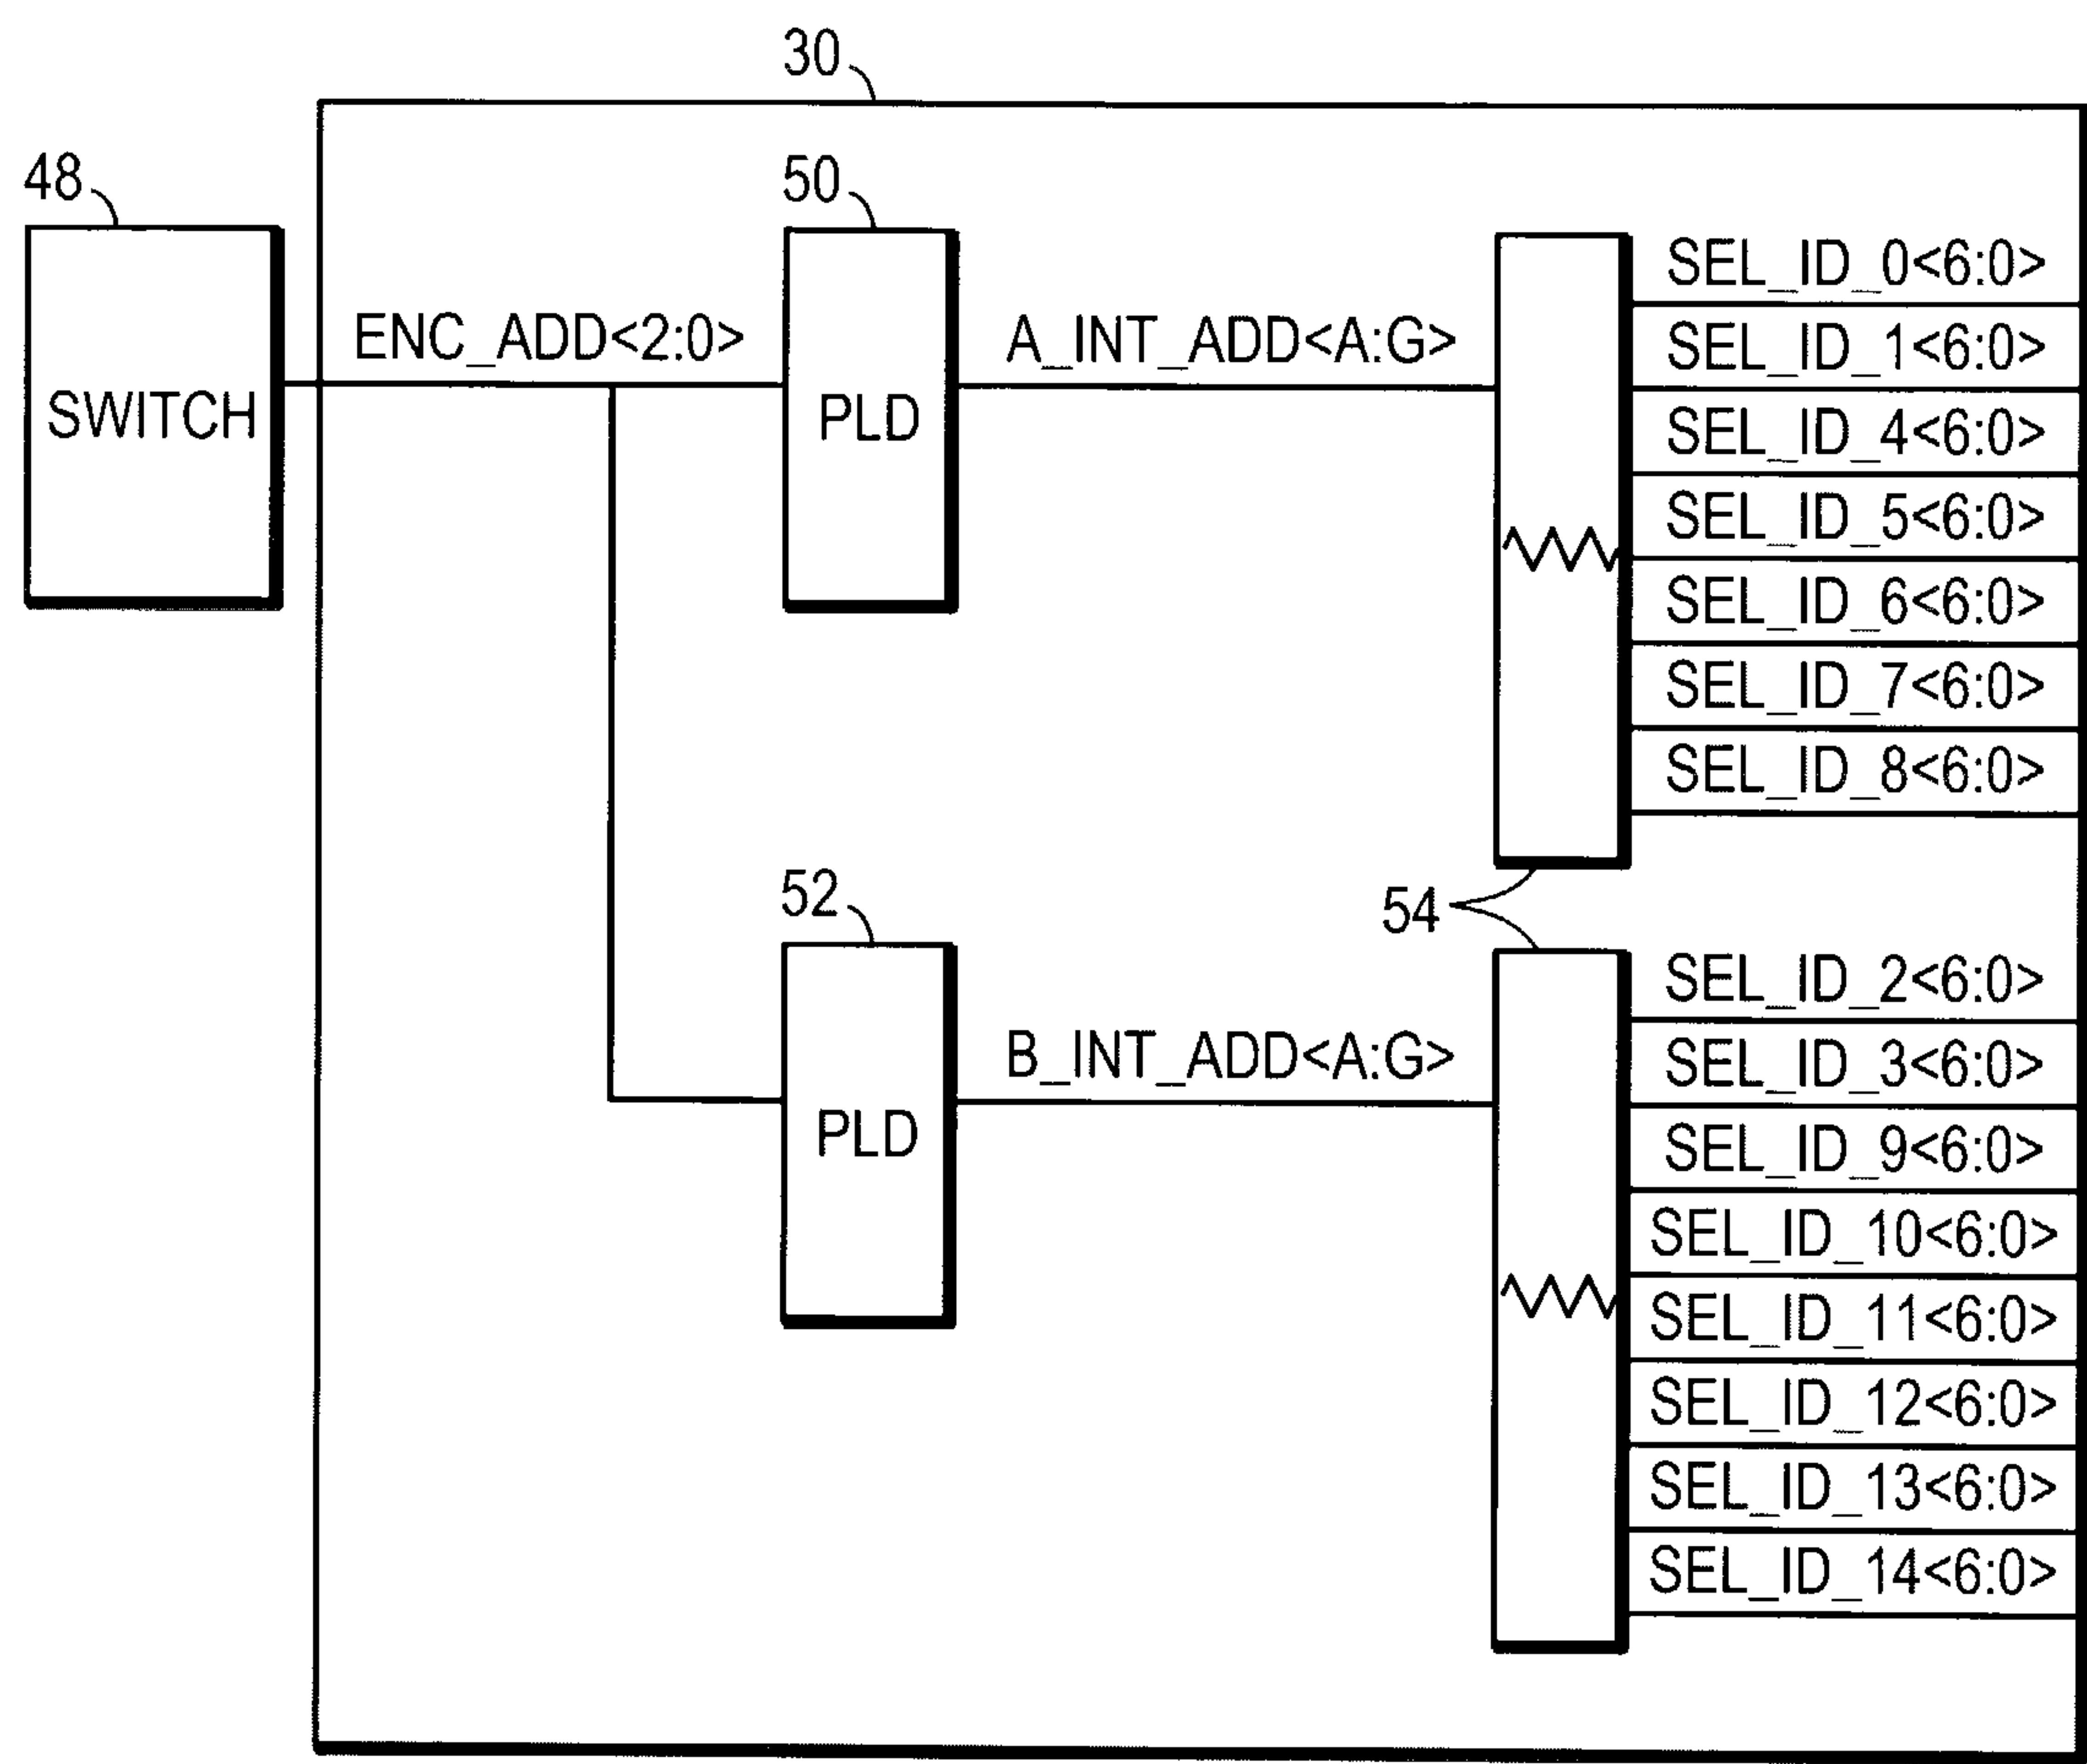 30
48
50
SEL_ID_0<6:0>
ENC_ADD<2:0>
A_INT_ADD<A:G>
SEL_ID_1<6:0>
SWITCH
PLD
SEL_ID_4<6:0>
SEL_ID_5<6:0>
SEL_ID_6<6:0>
SEL_ID_7<6:0>
SEL_ID_8<6:0>
52
54
SEL_ID_2<6:0>
B_INT_ADD<A:G>
SEL_ID_3<6:0>
PLD
SEL_ID_9<6:0>
SEL_ID_10<6:0>
SEL_ID_11<6:0>
SEL_ID_12<6:0>
SEL_ID_13<6:0>
SEL_ID_14<6:0>